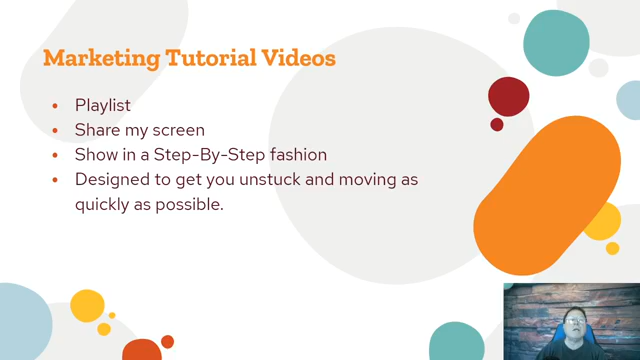 Marketing Tutorial Videos
• Playlist
• Share my screen
• Show in a Step-By-Step fashion
• Designed to get you unstuck and moving as
quickly as possible.